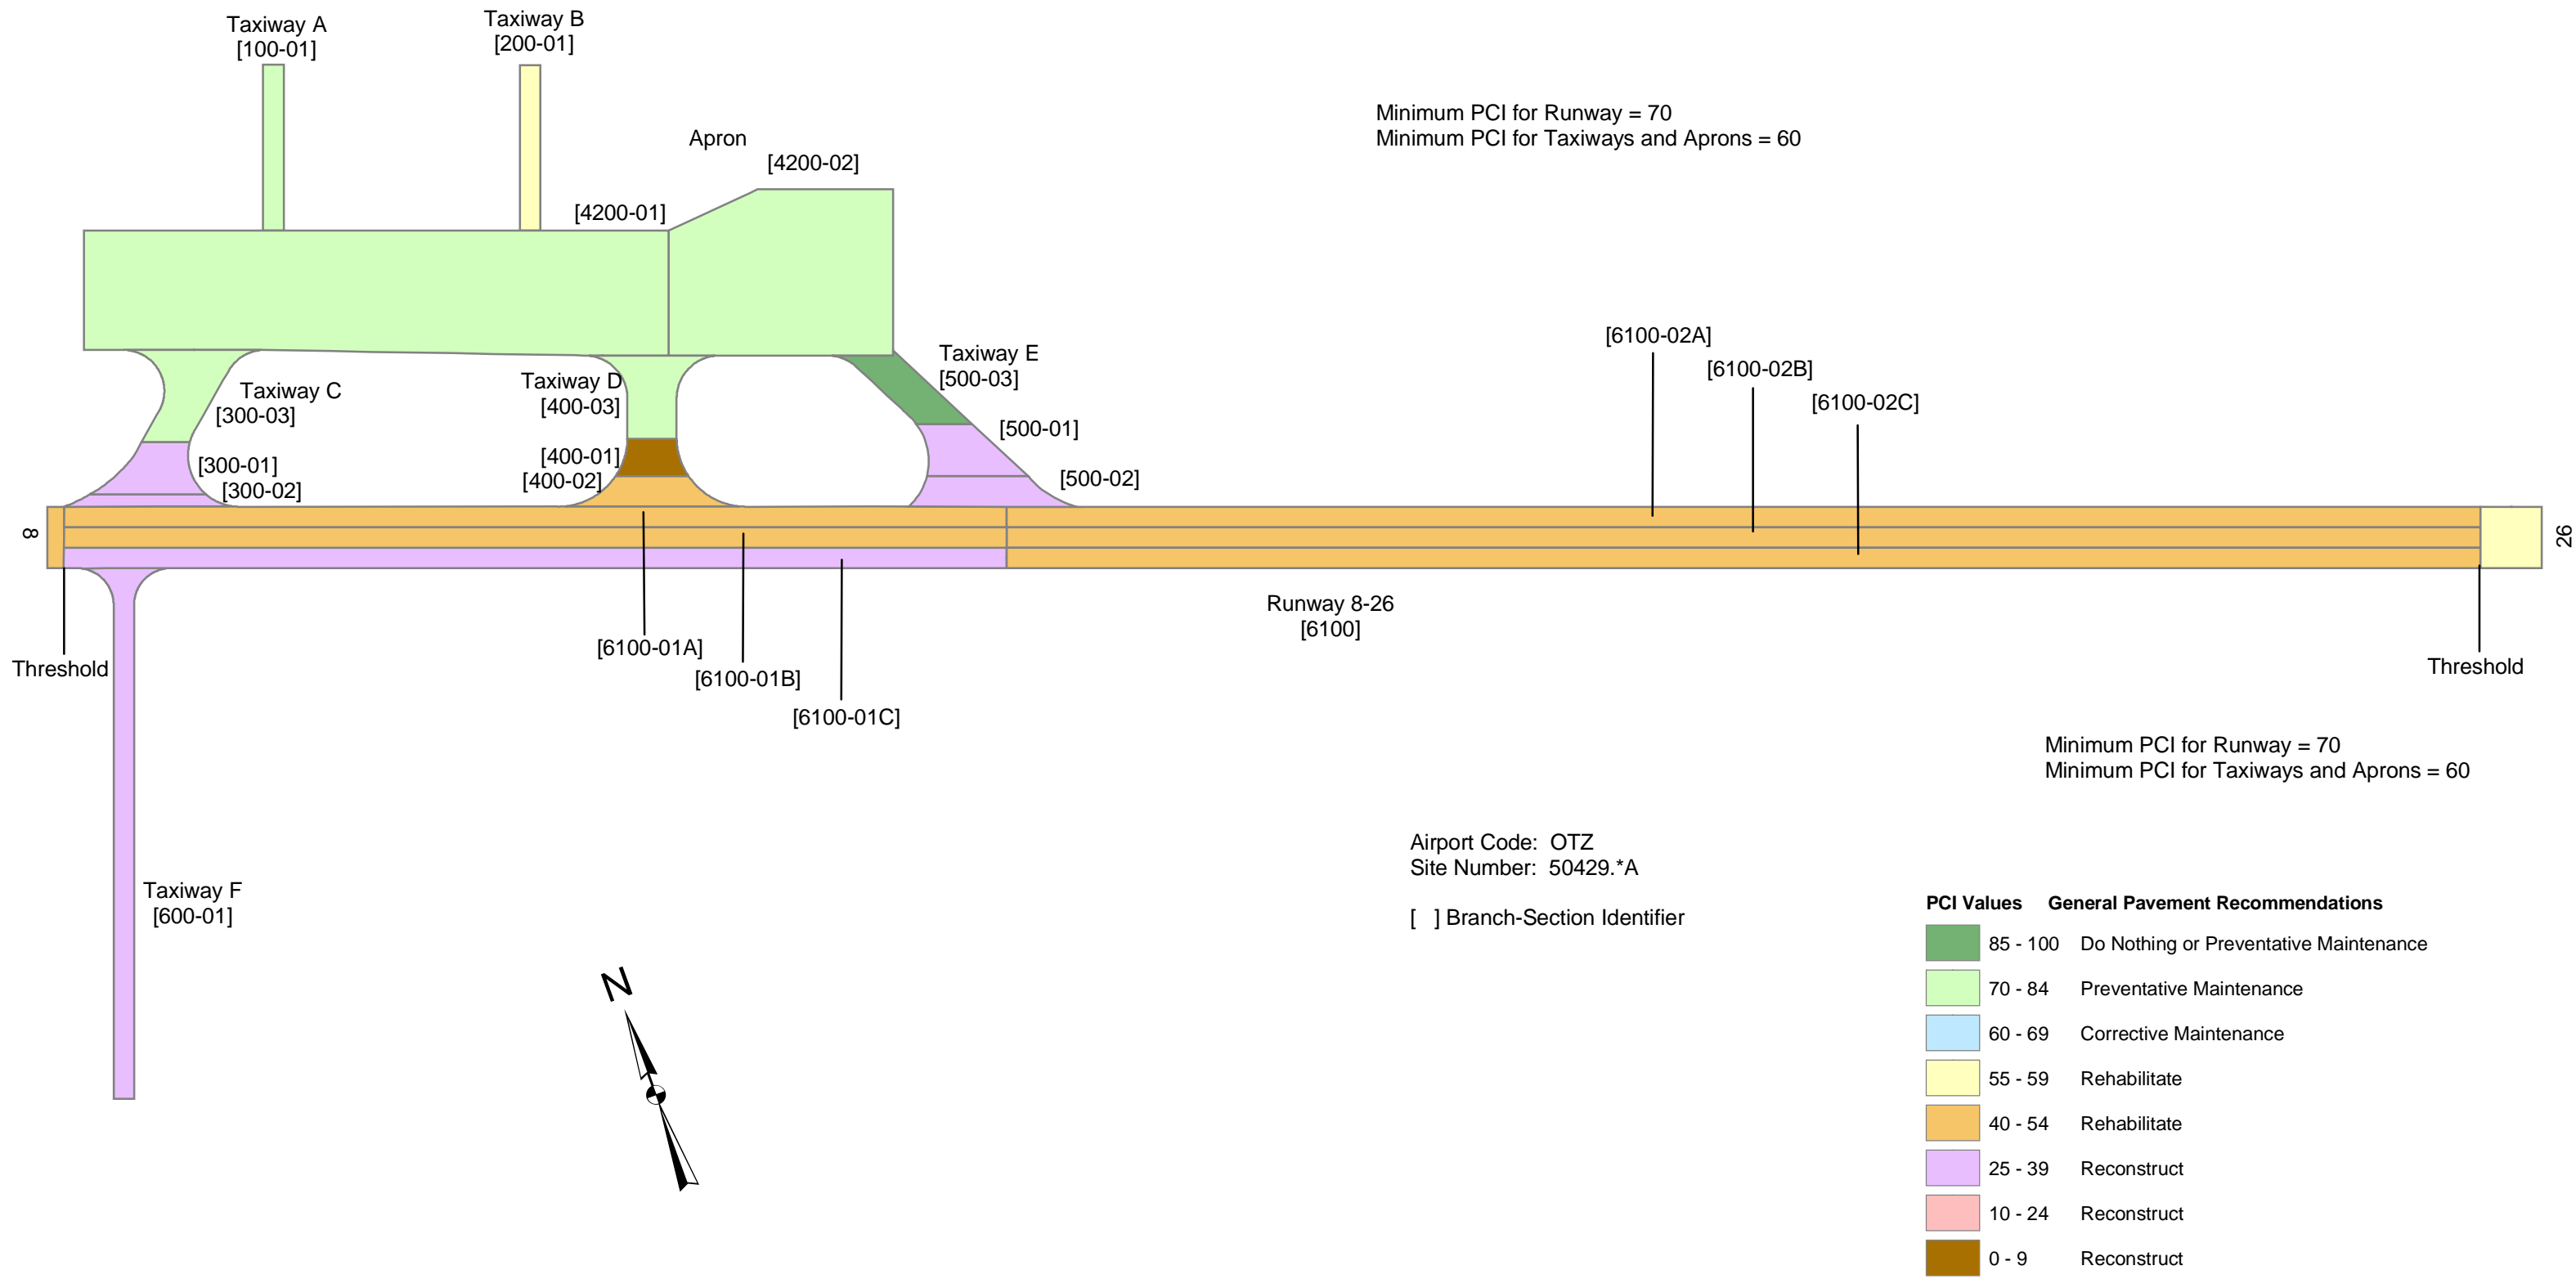 Taxiway A
[100-01]
Taxiway B
[200-01]
Minimum PCI for Runway = 70
Minimum PCI for Taxiways and Aprons = 60
Apron
[4200-02]
[4200-01]
[6100-02A]
[6100-02B]
[6100-02C]
Taxiway E
[500-03]
Taxiway D
[400-03]
Taxiway C
[300-03]
[500-01]
[400-01]
[300-01]
[500-02]
[400-02]
[300-02]
8
26
Runway 8-26
[6100]
[6100-01A]
[6100-01B]
[6100-01C]
Threshold
Threshold
Minimum PCI for Runway = 70
Minimum PCI for Taxiways and Aprons = 60
Airport Code: OTZ
Site Number: 50429.*A
[ ] Branch-Section Identifier
Taxiway F
[600-01]
N
PCI Values General Pavement Recommendations
85 - 100 Do Nothing or Preventative Maintenance
70 - 84 Preventative Maintenance
60 - 69 Corrective Maintenance
55 - 59 Rehabilitate
40 - 54 Rehabilitate
25 - 39 Reconstruct
10 - 24 Reconstruct
0 - 9 Reconstruct